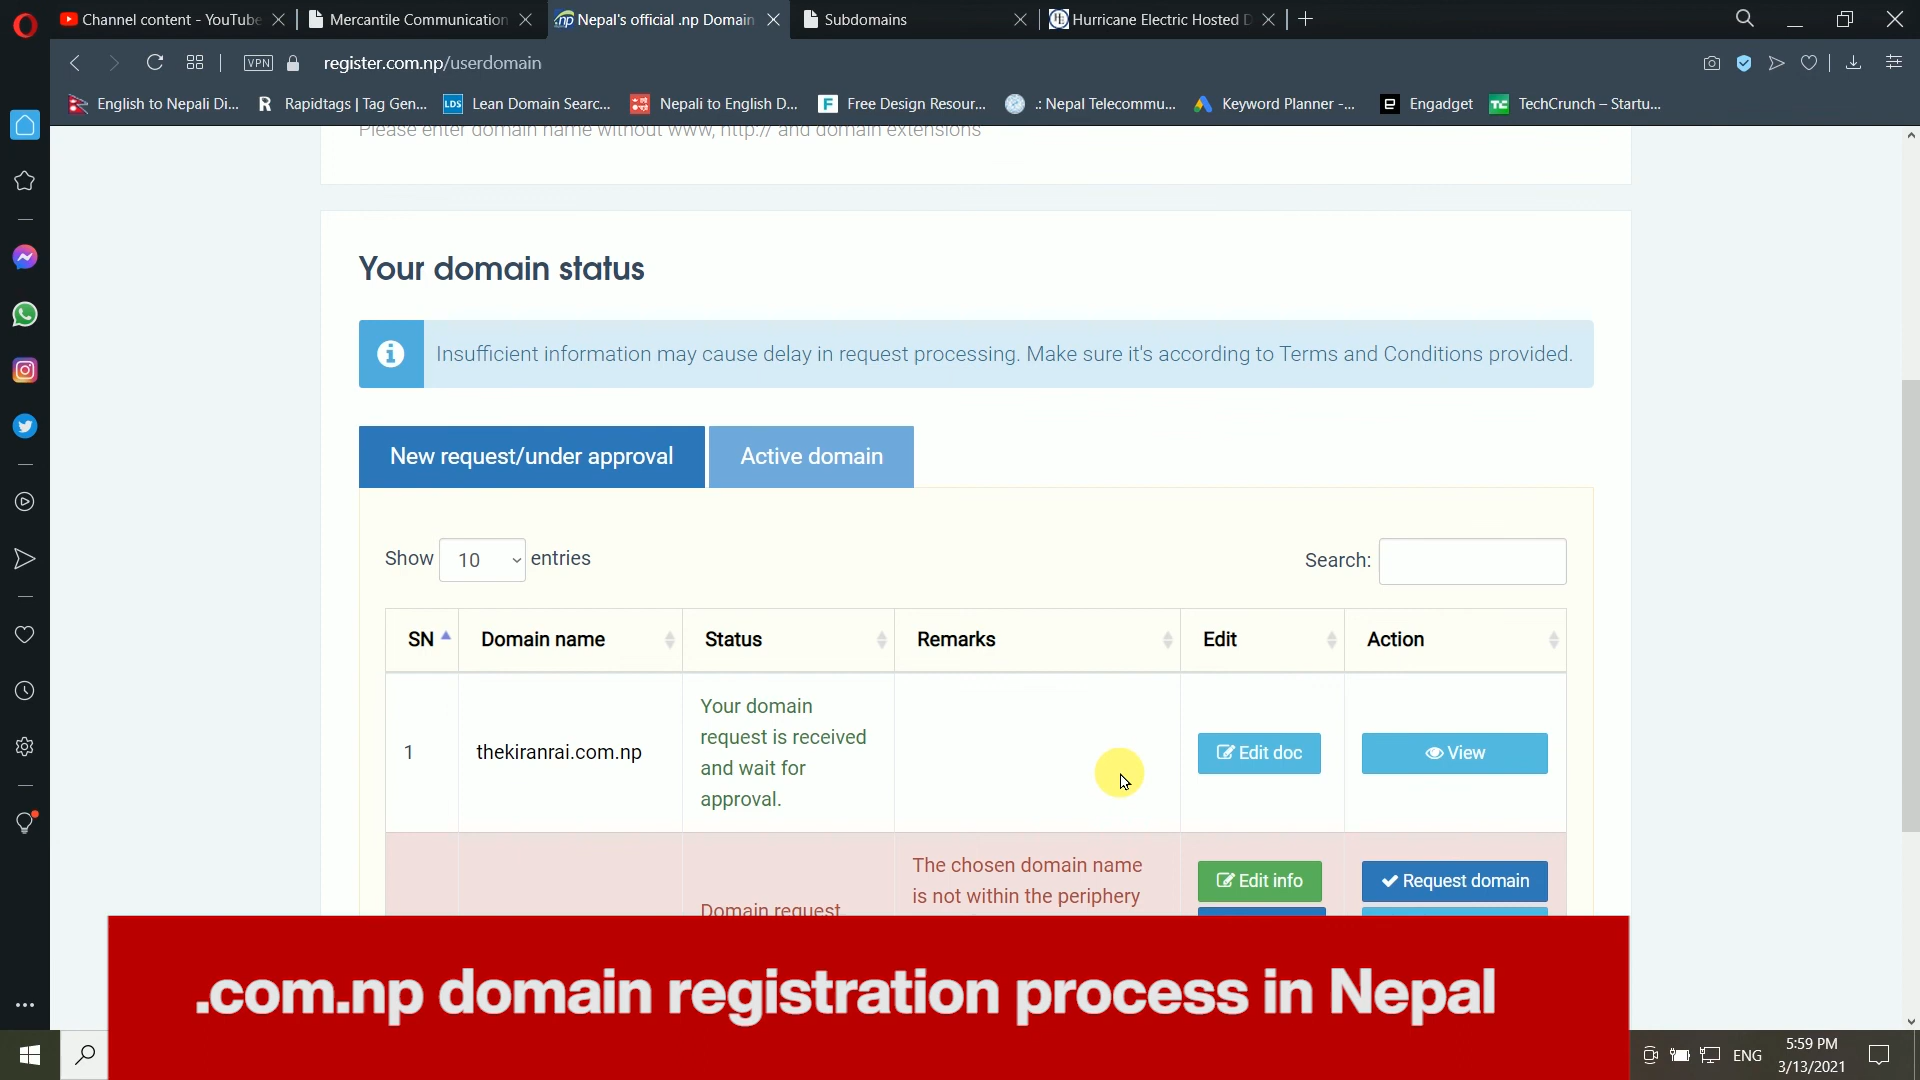 Channel content - YouTube
Mercantile Communication
.np Nepal's official .np Domain
Subdomains
HE Hurricane Electric Hosted D
VPN register.com.np/userdomain
English to Nepali Di...
R Rapidtags | Tag Gen...
LDS Lean Domain Searc...
Nepali to English D...
F Free Design Resour...
.: Nepal Telecommu...
Keyword Planner -...
e Engadget
TC TechCrunch – Startu...
Please enter domain name without www, http:// and domain extensions
Your domain status
Insufficient information may cause delay in request processing. Make sure it's according to Terms and Conditions provided.
New request/under approval
Active domain
Show 10 entries
Search:
SN Domain name Status Remarks Edit Action
1
thekiranrai.com.np
Your domain
request is received
and wait for
approval.
Edit doc
View
Domain request
The chosen domain name
is not within the periphery
Edit info
Request domain
.com.np domain registration process in Nepal
ENG
5:59 PM
3/13/2021